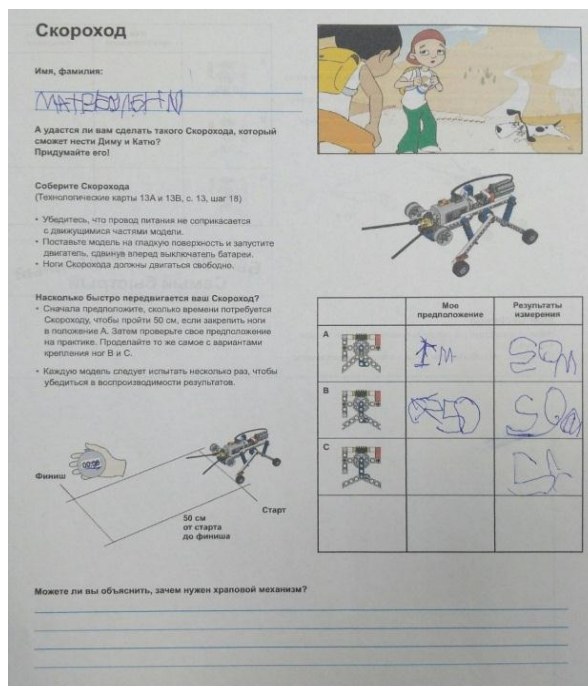 Скороход
Имя, фамилия:
А удастся ли вам сделать такого Скорохода, который
сможет нести Диму и Катю?
Придумайте его!
Соберите Скорохода
(Технологические карты 13A и 13B, с. 13, шаг 18)
• Убедитесь, что провод питания не соприкасается
с движущимися частями модели.
• Поставьте модель на гладкую поверхность и запустите
двигатель, сдвинув вперед выключатель батареи.
• Ноги Скорохода должны двигаться свободно.
Насколько быстро передвигается ваш Скороход?
• Сначала предположите, сколько времени потребуется
Скороходу, чтобы пройти 50 см, если закрепить ноги
в положение A. Затем проверьте свое предположение
на практике. Проделайте то же самое с вариантами
крепления ног B и C.
• Каждую модель следует испытать несколько раз, чтобы
убедиться в воспроизводимости результатов.
Финиш
Старт
50 см
от старта
до финиша
Мое
предположение
Результаты
измерения
A
B
C
Можете ли вы объяснить, зачем нужен храповой механизм?